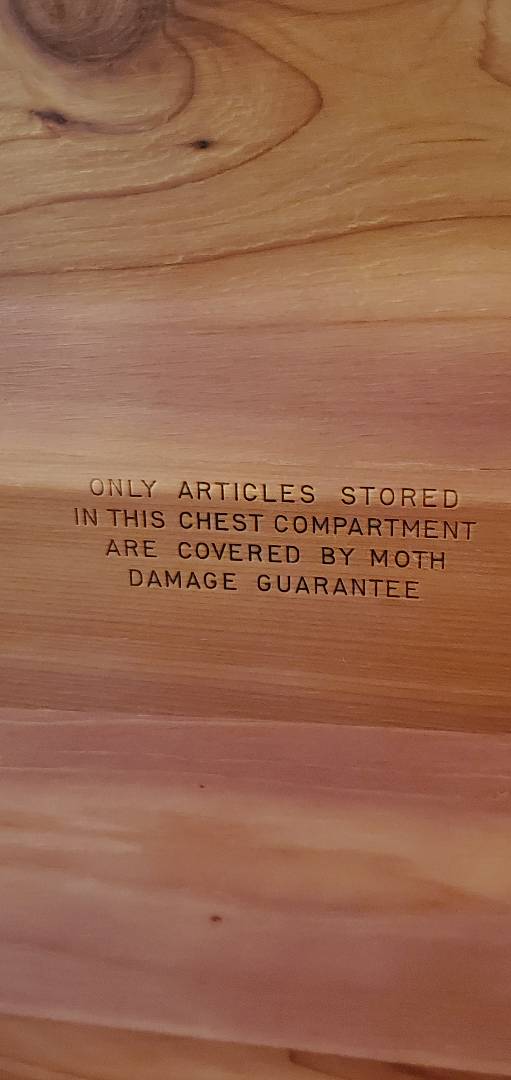 ONLY ARTICLES STORED
IN THIS CHEST COMPARTMENT
ARE COVERED BY MOTH
DAMAGE GUARANTEE